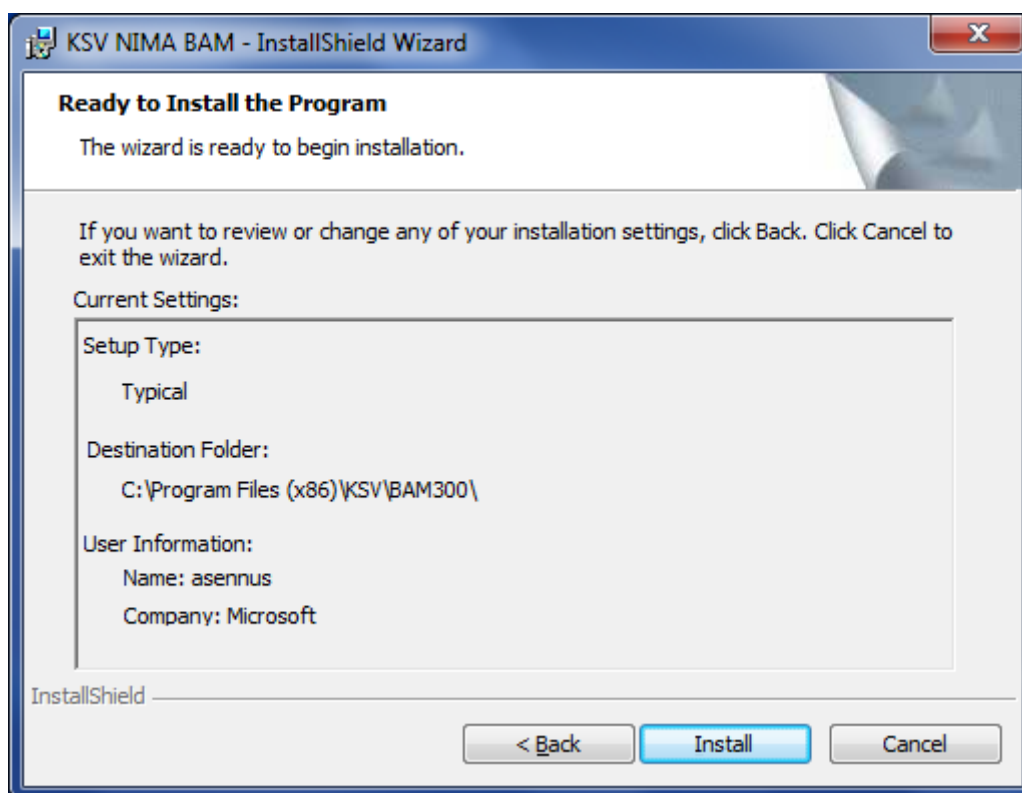 KSV NIMA BAM - InstallShield Wizard
Ready to Install the Program
The wizard is ready to begin installation.
If you want to review or change any of your installation settings, click Back. Click Cancel to
exit the wizard.
Current Settings:
Setup Type:
Typical
Destination Folder:
C:\Program Files (x86)\KSV\BAM300\
User Information:
Name: asennus
Company: Microsoft
InstallShield
< Back
Install
Cancel